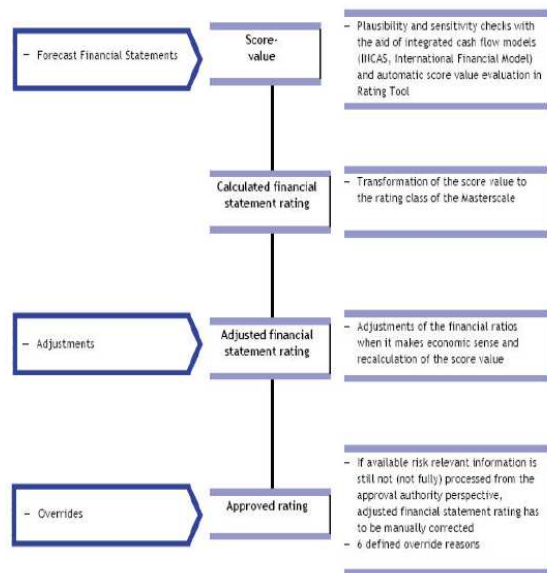 – Forecast Financial Statements
Score-
value
– Plausibility and sensitivity checks with
the aid of integrated cash flow models
(IIICAS, International Financial Model)
and automatic score value evaluation in
Rating Tool
Calculated financial
statement rating
– Transformation of the score value to
the rating class of the Masterscale
– Adjustments
Adjusted financial
statement rating
– Adjustments of the financial ratios
when it makes economic sense and
recalculation of the score value
– Overrides
Approved rating
– If available risk relevant information is
still not (not fully) processed from the
approval authority perspective,
adjusted financial statement rating has
to be manually corrected
– 6 defined override reasons